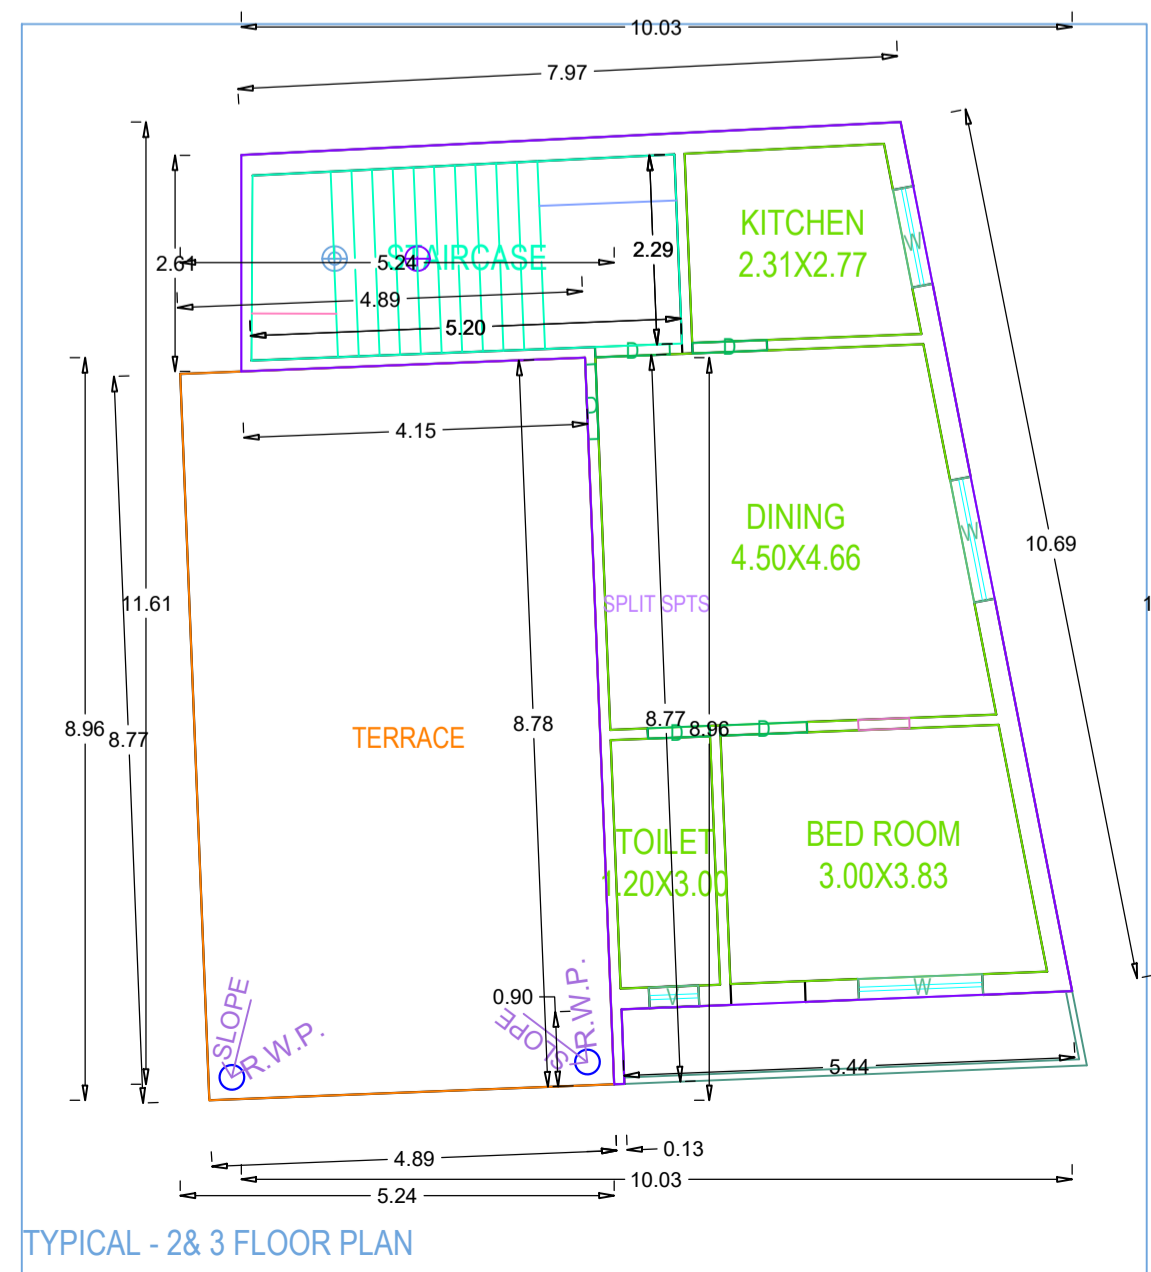 10.03
7.97
KITCHEN
2.31X2.77
STAIRCASE
2.29
2.61
5.24
4.89
5.20
W
D
D
D
4.15
DINING
4.50X4.66
W
10.69
11.61
1
SPLIT SPTS
8.96
8.77
TERRACE
8.78
8.77
8.96
D
D
TOILET
1.20X3.00
BED ROOM
3.00X3.83
W
W
0.90
SLOPE
R.W.P.
SLOPE
SLOPE
R.W.P.
5.44
4.89
0.13
10.03
5.24
TYPICAL - 2& 3 FLOOR PLAN